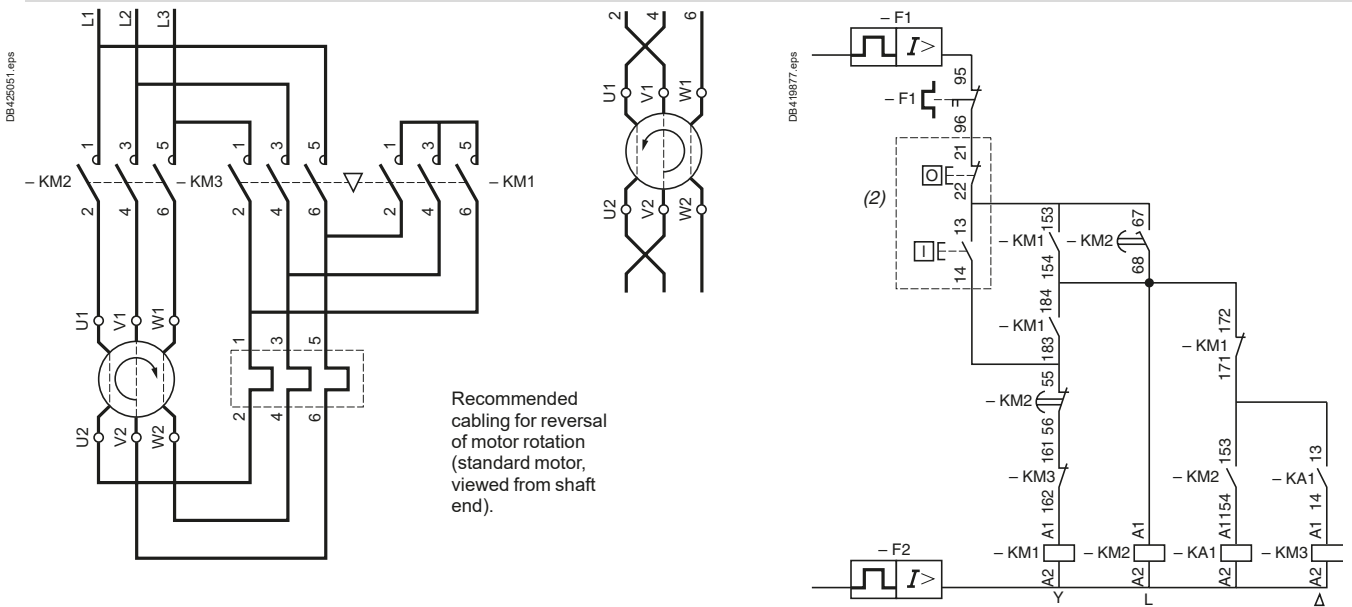 DB425051.eps
L1
L2
L3
1
3
5
1
3
5
1
3
5
– KM2
– KM3
– KM1
2
4
6
2
4
6
2
4
6
U1
V1
W1
1
3
5
2
4
6
U2
V2
W2
2
4
6
U1
V1
W1
U2
V2
W2
Recommended
cabling for reversal
of motor rotation
(standard motor,
viewed from shaft
end).
DB419877.eps
– F1
I >
95
– F1
96
21
O
22
(2)
13
I
14
153
– KM1
154
67
– KM2
68
184
– KM1
183
172
– KM1
171
55
– KM2
56
161
– KM3
162
153
– KM2
154
13
– KA1
14
A1
A1
A1
A1
– KM1
– KM2
– KA1
– KM3
A2
A2
A2
A2
– F2
I >
Y
L
Δ